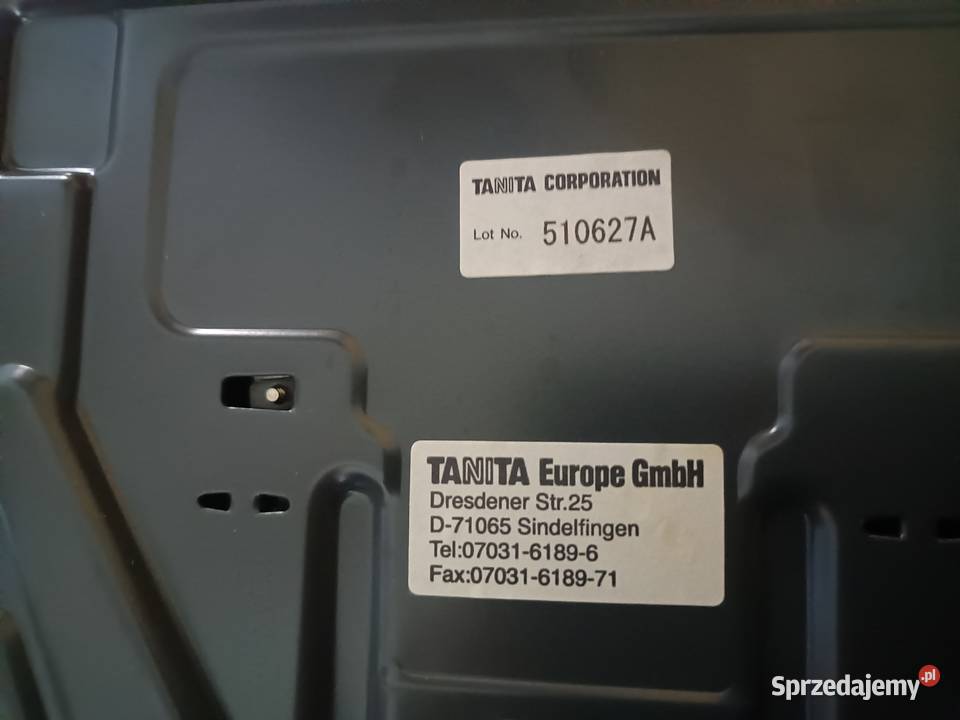 TANITA CORPORATION
Lot No. 510627A
TANITA Europe GmbH
Dresdener Str.25
D-71065 Sindelfingen
Tel:07031-6189-6
Fax:07031-6189-71
Sprzedajemy.pl